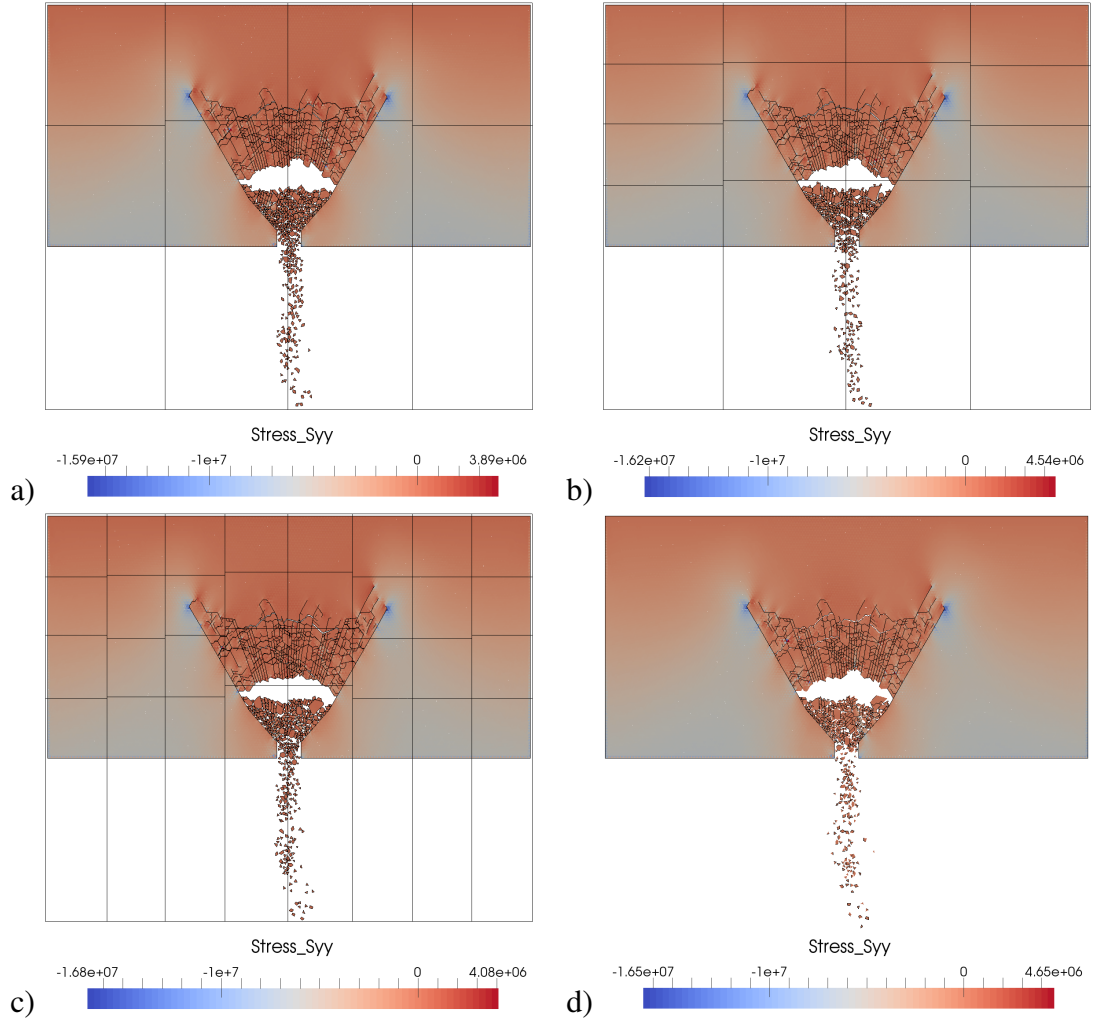 Stress_Syy
-1.59e+07 -1e+7 0 3.89e+06
a)
Stress_Syy
-1.62e+07 -1e+7 0 4.54e+06
b)
Stress_Syy
-1.68e+07 -1e+7 0 4.08e+06
c)
Stress_Syy
-1.65e+07 -1e+7 0 4.65e+06
d)